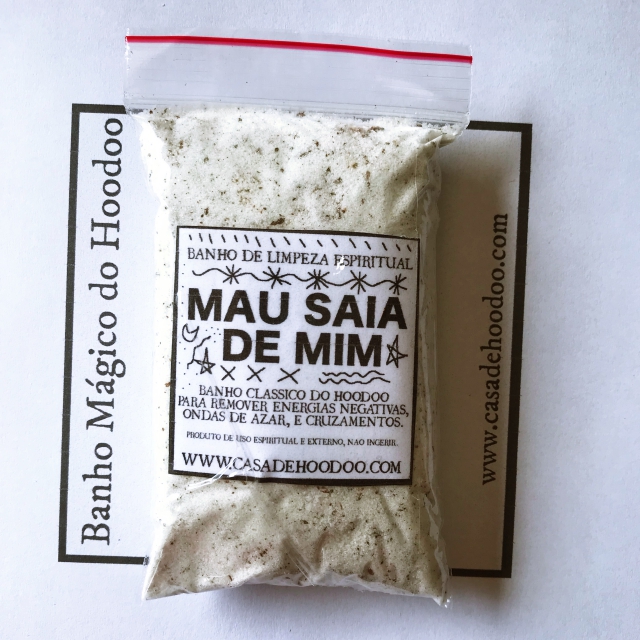 Banho Mágico do Hoodoo
BANHO DE LIMPEZA ESPIRITUAL
MAU SAIA
DE MIM
BANHO CLASSICO DO HOODOO
PARA REMOVER ENERGIAS NEGATIVAS,
ONDAS DE AZAR, E CRUZAMENTOS.
PRODUTO DE USO ESPIRITUAL E EXTERNO, NAO INGERIR.
WWW.CASADEHOODOO.COM
www.casadehoodoo.com